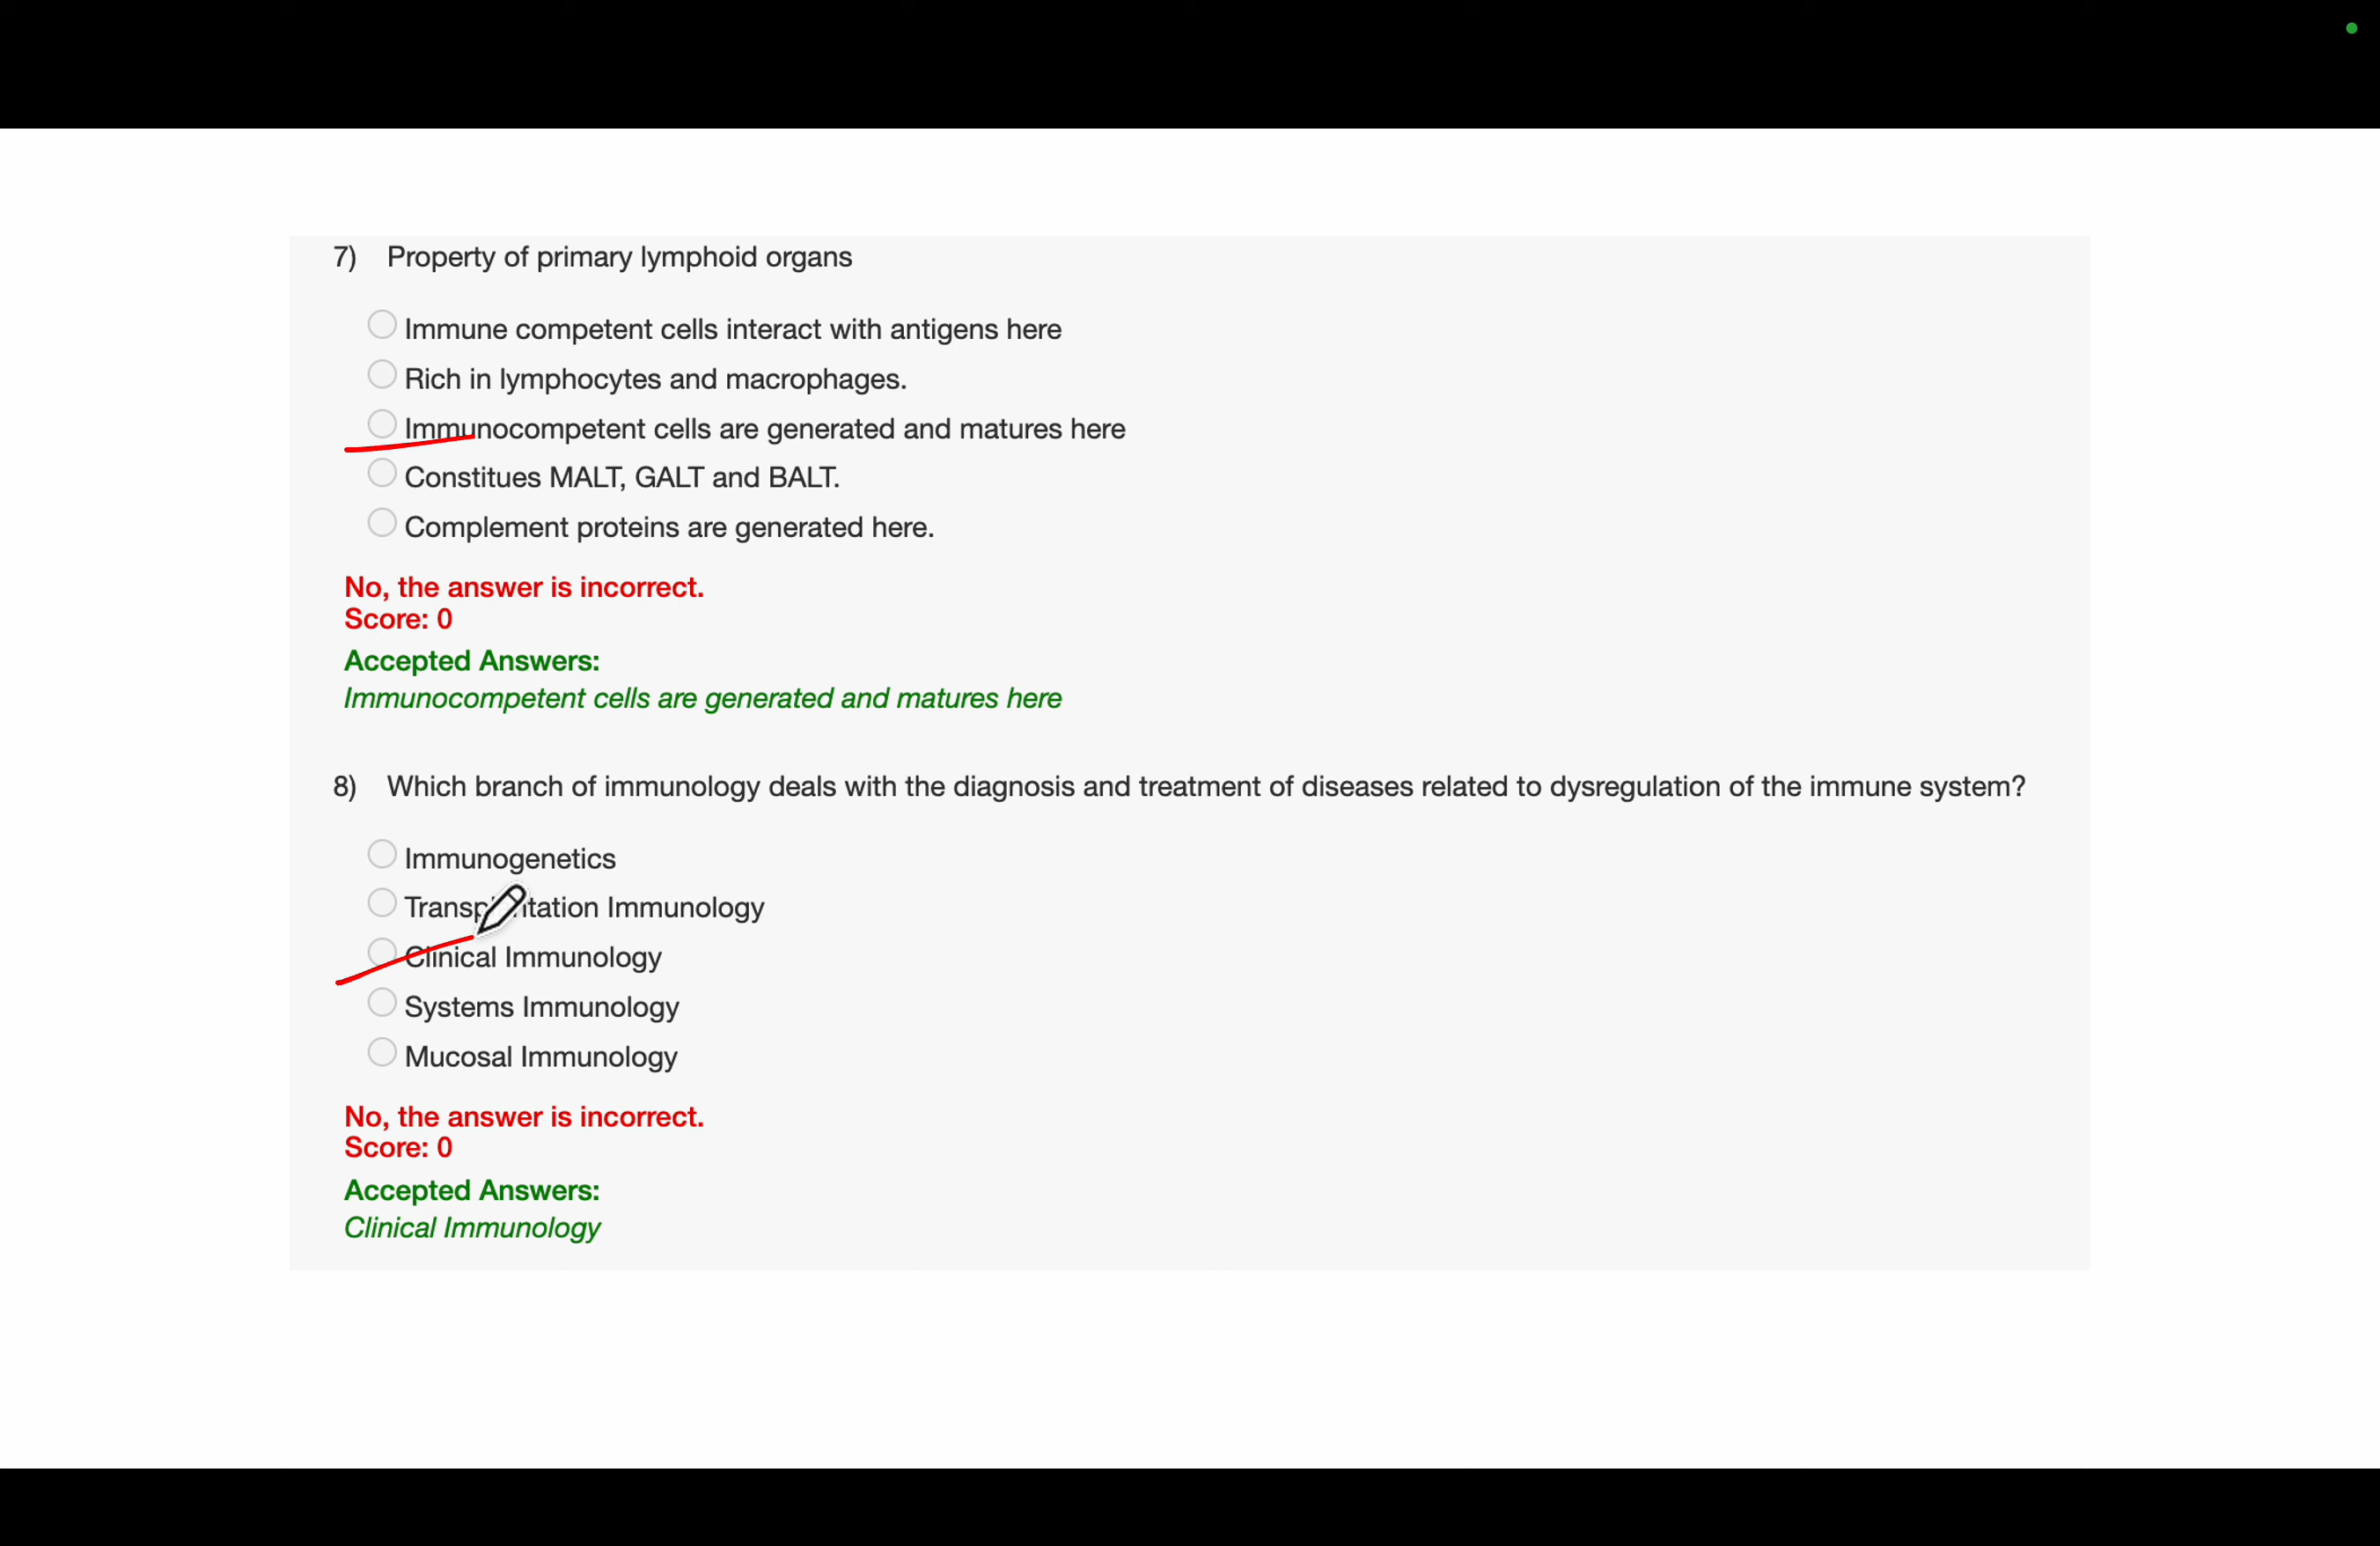 7) Property of primary lymphoid organs
Immune competent cells interact with antigens here
Rich in lymphocytes and macrophages.
Immunocompetent cells are generated and matures here
Constitues MALT, GALT and BALT.
Complement proteins are generated here.
No, the answer is incorrect.
Score: 0
Accepted Answers:
Immunocompetent cells are generated and matures here
8) Which branch of immunology deals with the diagnosis and treatment of diseases related to dysregulation of the immune system?
Immunogenetics
Immunology
Clinical Immunology
Systems Immunology
Mucosal Immunology
No, the answer is incorrect.
Score: 0
Accepted Answers:
Clinical Immunology